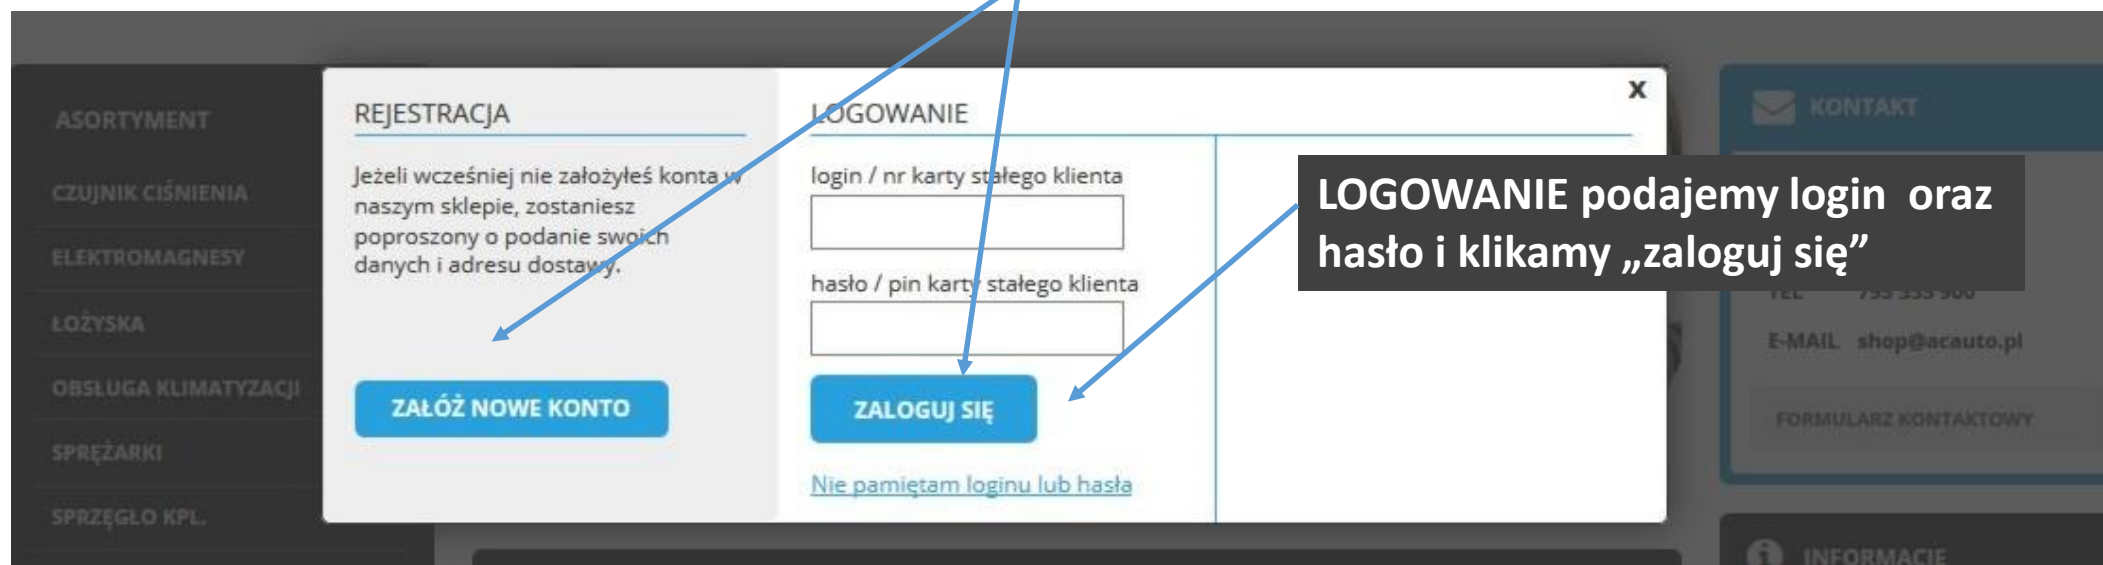 ASORTYMENT
CZUJNIK CIŚNIENIA
ELEKTROMAGNESY
ŁOŻYSKA
OBSŁUGA KLIMATYZACJI
SPRĘŻARKI
SPRZĘGŁO KPL.
REJESTRACJA
Jeżeli wcześniej nie założyłeś konta w
naszym sklepie, zostaniesz
poproszony o podanie swoich
danych i adresu dostawy.
ZAŁÓŻ NOWE KONTO
LOGOWANIE
login / nr karty stałego klienta
hasło / pin karty stałego klienta
ZALOGUJ SIĘ
Nie pamiętam loginu lub hasła
X
LOGOWANIE podajemy login oraz
hasło i klikamy „zaloguj się”
KONTAKT
TEL
E-MAIL shop@acauto.pl
FORMULARZ KONTAKTOWY
INFORMACJE